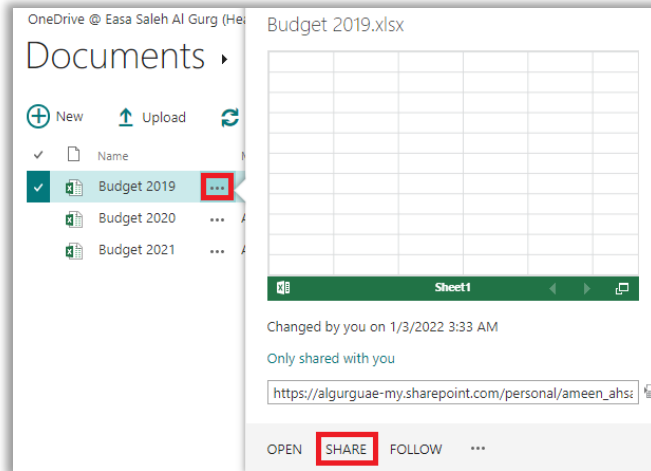 OneDrive @ Easa Saleh Al Gurg (Hea
Documents
New Upload
Name
Budget 2019 ...
Budget 2020 ...
Budget 2021 ...
Budget 2019.xlsx
Sheet1
Changed by you on 1/3/2022 3:33 AM
Only shared with you
https://algurguae-my.sharepoint.com/personal/ameen_ahsa
OPEN SHARE FOLLOW ...